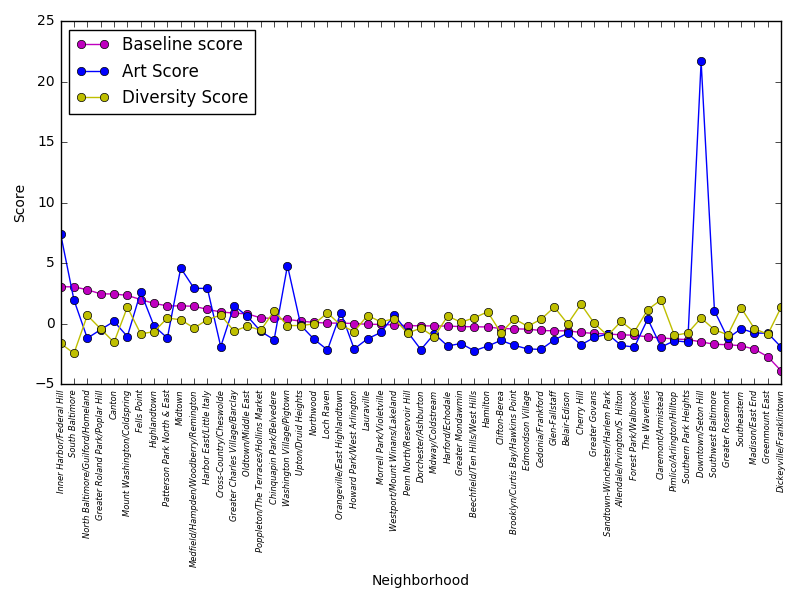 25
20
15
10
5
0
−5
Score
Baseline score
Art Score
Diversity Score
Inner Harbor/Federal Hill
South Baltimore
North Baltimore/Guilford/Homeland
Greater Roland Park/Poplar Hill
Canton
Mount Washington/Coldspring
Fells Point
Highlandtown
Patterson Park North & East
Midtown
Medfield/Hampden/Woodberry/Remington
Harbor East/Little Italy
Cross-Country/Cheswolde
Greater Charles Village/Barclay
Oldtown/Middle East
Poppleton/The Terraces/Hollins Market
Chinquapin Park/Belvedere
Washington Village/Pigtown
Upton/Druid Heights
Northwood
Loch Raven
Orangeville/East Highlandtown
Howard Park/West Arlington
Lauraville
Morrell Park/Violetville
Westport/Mount Winans/Lakeland
Penn North/Reservoir Hill
Dorchester/Ashburton
Midway/Coldstream
Harford/Echodale
Greater Mondawmin
Beechfield/Ten Hills/West Hills
Hamilton
Clifton-Berea
Brooklyn/Curtis Bay/Hawkins Point
Edmondson Village
Cedonia/Frankford
Glen-Fallstaff
Belair-Edison
Cherry Hill
Greater Govans
Sandtown-Winchester/Harlem Park
Allendale/Irvington/S. Hilton
Forest Park/Walbrook
The Waverlies
Claremont/Armistead
Pimlico/Arlington/Hilltop
Southern Park Heights
Downtown/Seton Hill
Southwest Baltimore
Greater Rosemont
Southeastern
Madison/East End
Greenmount East
Dickeyville/Franklintown
Neighborhood